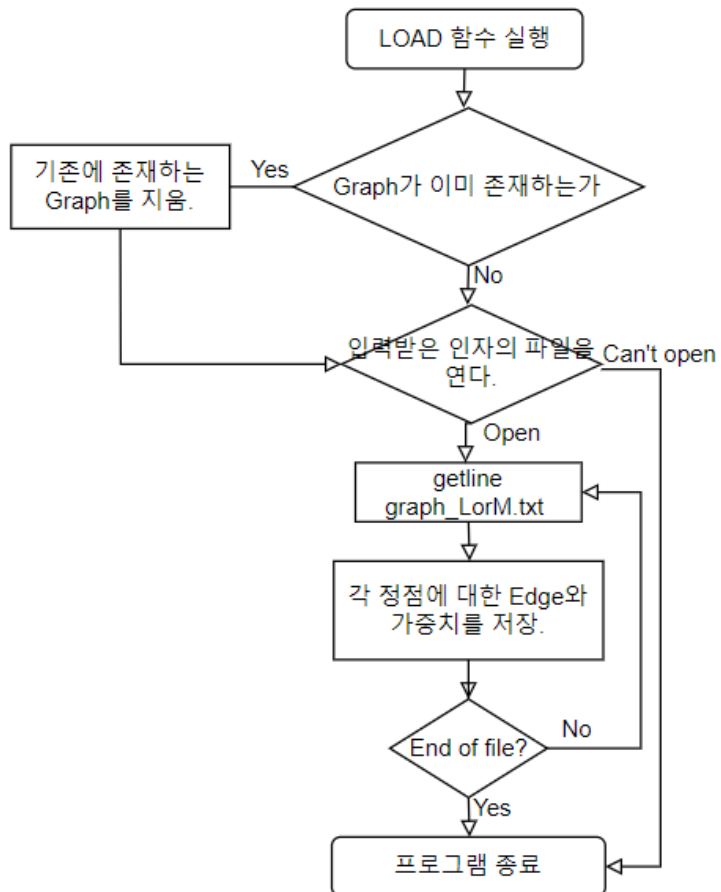 LOAD 함수 실행
기존에 존재하는
Graph를 지움.
Yes
Graph가 이미 존재하는가
No
입력받은 인자의 파일을
연다.
Can't open
Open
getline
graph_LorM.txt
각 정점에 대한 Edge와
가중치를 저장.
End of file?
No
Yes
프로그램 종료